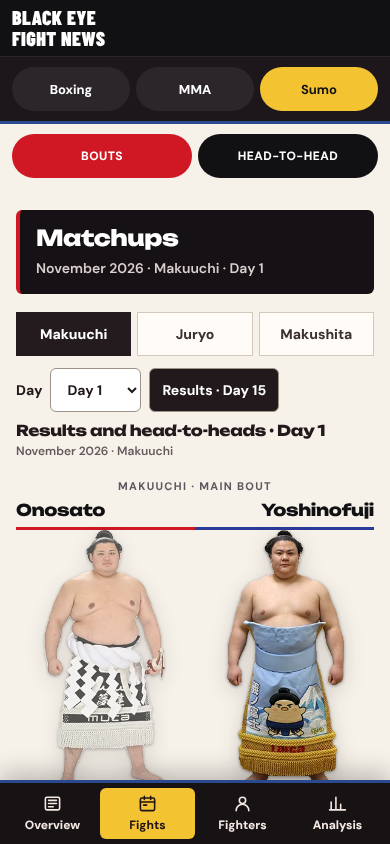 BLACK EYE
FIGHT NEWS
Boxing
MMA
Sumo
BOUTS
HEAD-TO-HEAD
Matchups
November 2026 · Makuuchi · Day 1
Makuuchi
Juryo
Makushita
Day
Day 1
Results · Day 15
Results and head-to-heads · Day 1
November 2026 · Makuuchi
MAKUUCHI · MAIN BOUT
Onosato
Yoshinofuji
Overview
Fights
Fighters
Analysis